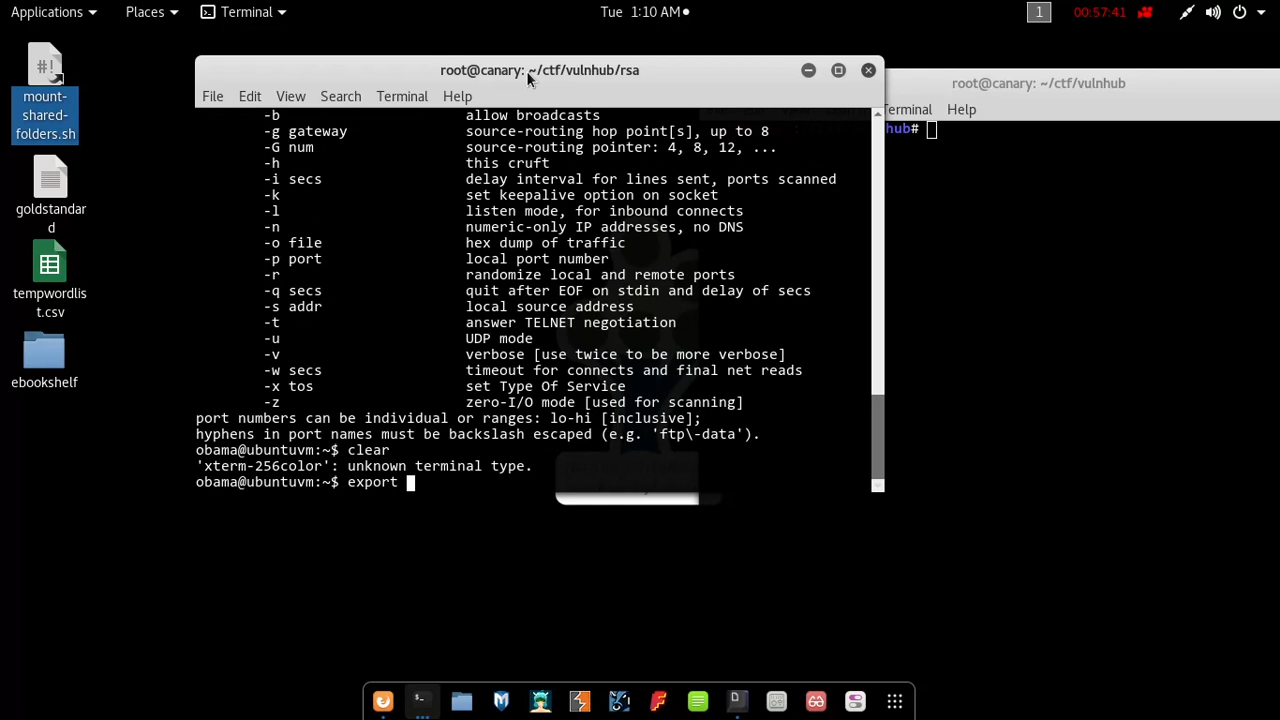 Applications
Places
Terminal
Tue 1:10 AM
1
00:57:41
#!
mount-
shared-
folders.sh
goldstandar
d
tempwordlis
t.csv
ebookshelf
root@canary: ~/ctf/vulnhub/rsa
File Edit View Search Terminal Help
-b allow broadcasts
-g gateway source-routing hop point[s], up to 8
-G num source-routing pointer: 4, 8, 12, ...
-h this cruft
-i secs delay interval for lines sent, ports scanned
-k set keepalive option on socket
-l listen mode, for inbound connects
-n numeric-only IP addresses, no DNS
-o file hex dump of traffic
-p port local port number
-r randomize local and remote ports
-q secs quit after EOF on stdin and delay of secs
-s addr local source address
-t answer TELNET negotiation
-u UDP mode
-v verbose [use twice to be more verbose]
-w secs timeout for connects and final net reads
-x tos set Type Of Service
-z zero-I/O mode [used for scanning]
port numbers can be individual or ranges: lo-hi [inclusive];
hyphens in port names must be backslash escaped (e.g. 'ftp\-data').
obama@ubuntuvm:~$ clear
'xterm-256color': unknown terminal type.
obama@ubuntuvm:~$ export
root@canary: ~/ctf/vulnhub
Terminal Help
hub#